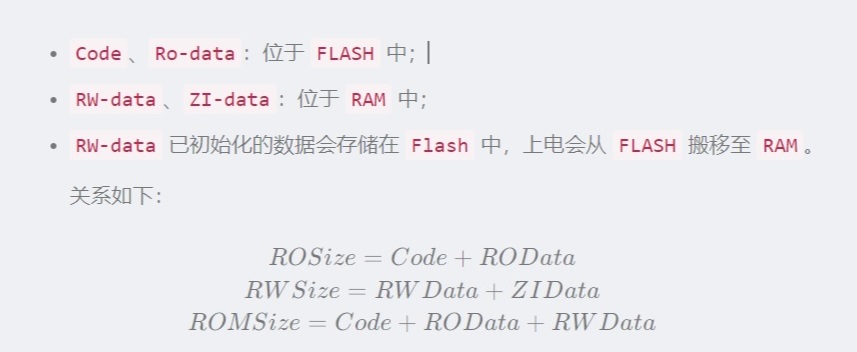 • Code、Ro-data：位于 FLASH 中；
• RW-data、ZI-data：位于 RAM 中；
• RW-data 已初始化的数据会存储在 Flash 中，上电会从 FLASH 搬移至 RAM。
关系如下：
ROSize = Code + ROData
RWSize = RWData + ZIData
ROMSize = Code + ROData + RWData